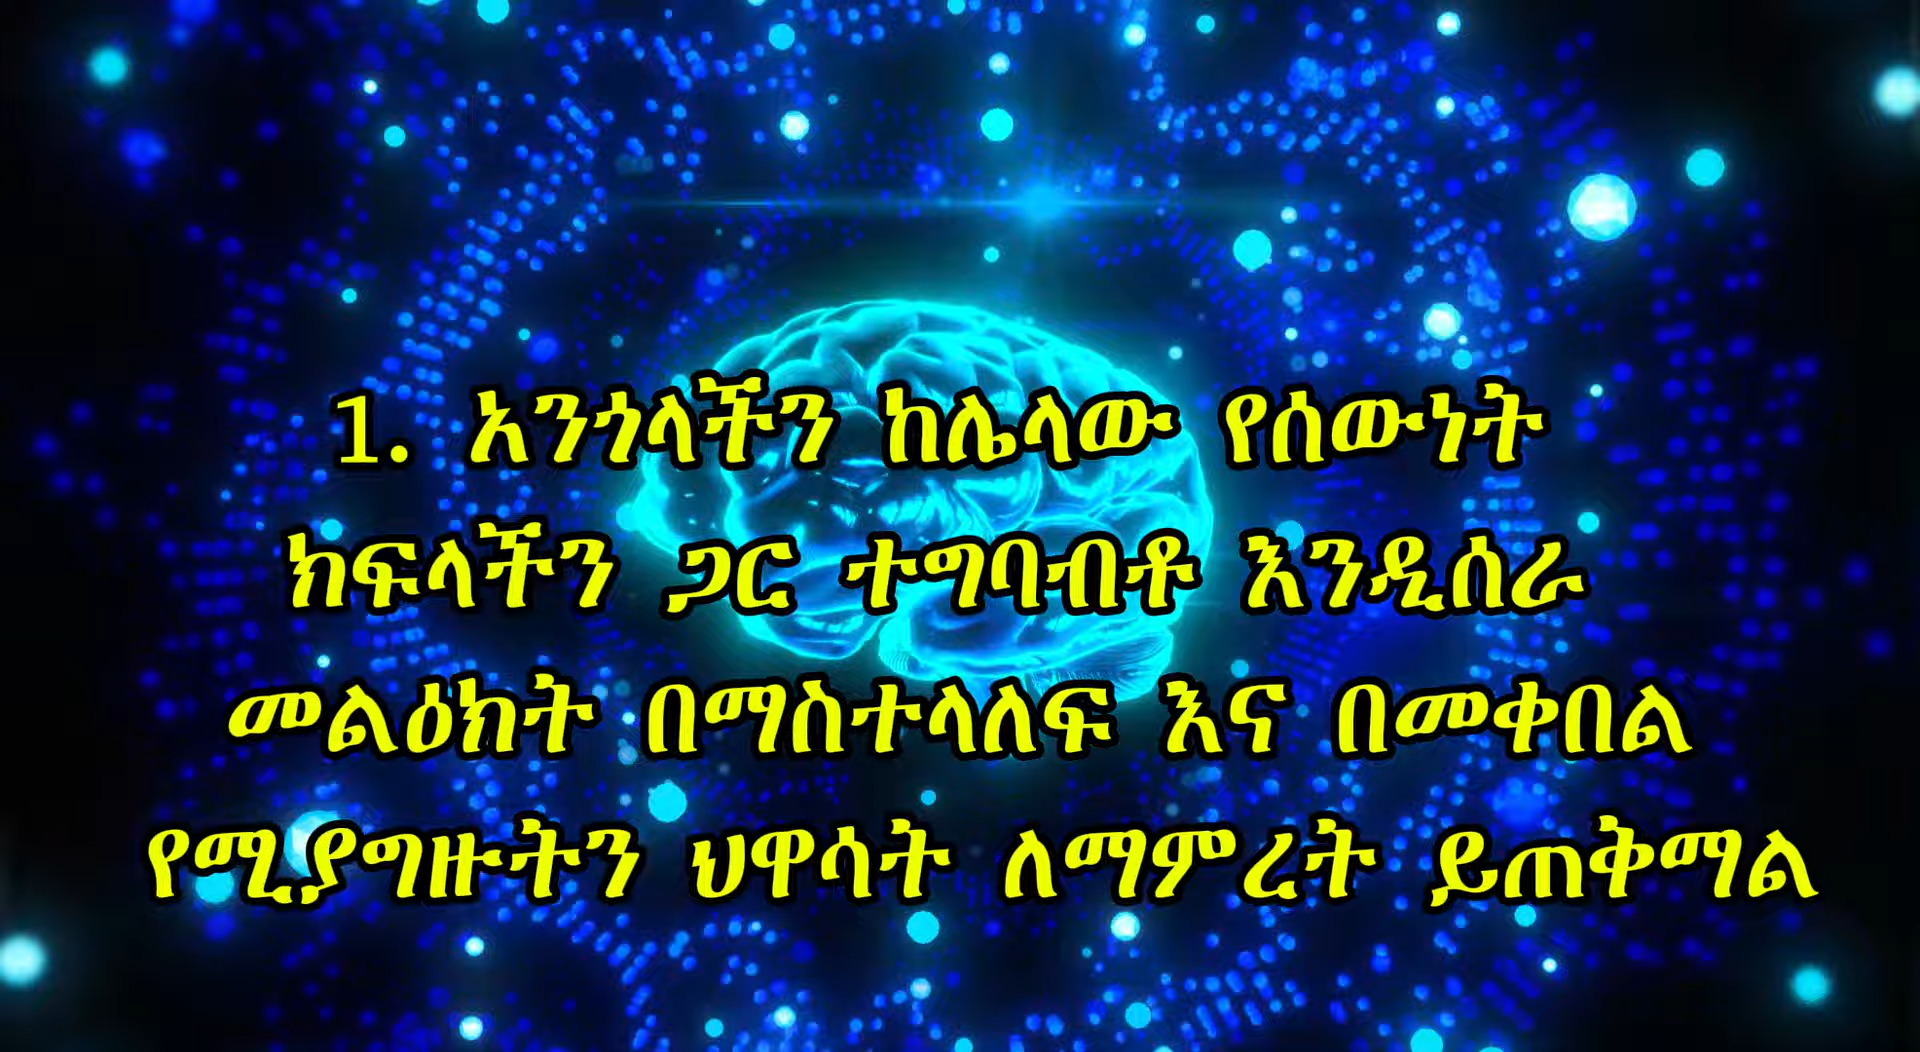 1. አንጎላችን ከሌላው የሰውነት
ክፍላችን ጋር ተግባብቶ እንዲሰራ
መልዕክት በማስተላለፍ እና በመቀበል
የሚያግዙትን ህዋሳት ለማምረት ይጠቅማል